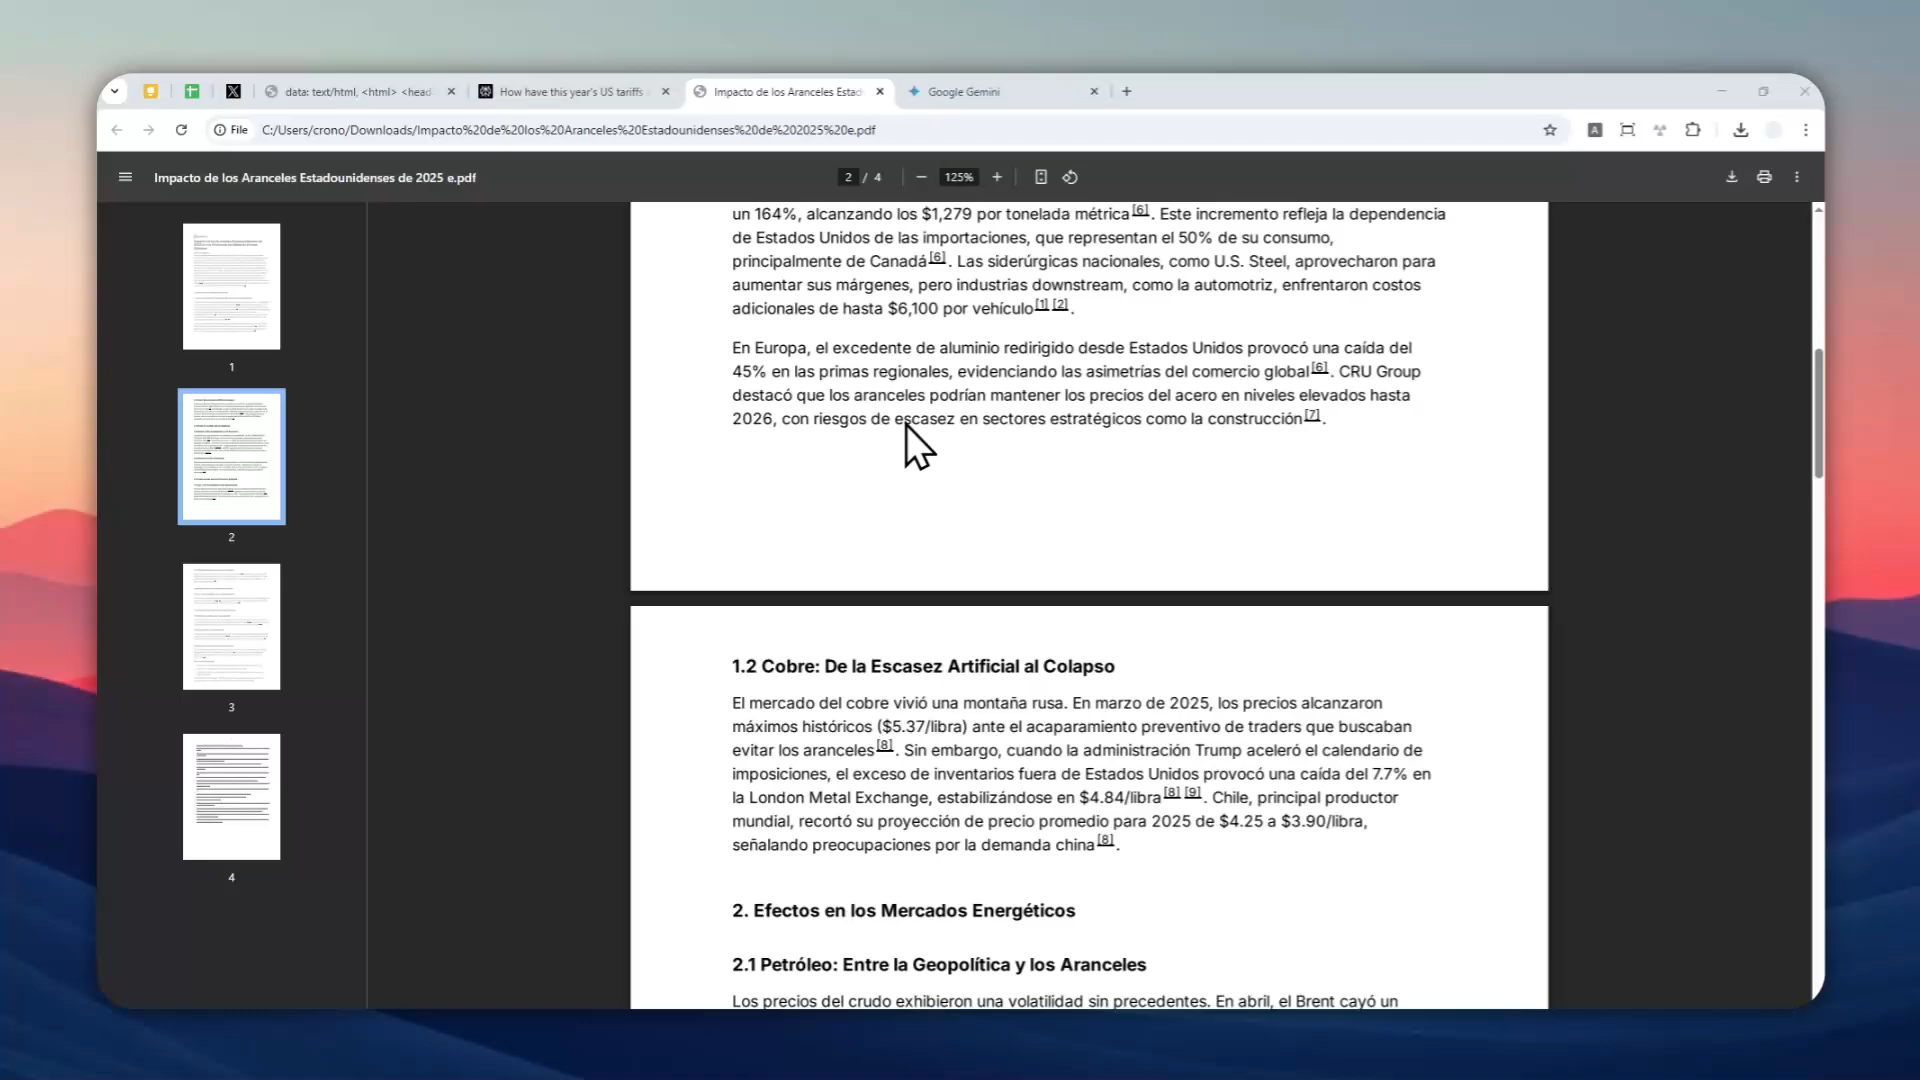 data: text/html, <html> <head
How have this year's US tariffs
Impacto de los Aranceles Estad
Google Gemini
File
C:/Users/crono/Downloads/Impacto%20de%20los%20Aranceles%20Estadounidenses%20de%202025%20e.pdf
Impacto de los Aranceles Estadounidenses de 2025 e.pdf
2 / 4
125%
1
2
3
4
un 164%, alcanzando los $1,279 por tonelada métrica[6]. Este incremento refleja la dependencia
de Estados Unidos de las importaciones, que representan el 50% de su consumo,
principalmente de Canadá[6]. Las siderúrgicas nacionales, como U.S. Steel, aprovecharon para
aumentar sus márgenes, pero industrias downstream, como la automotriz, enfrentaron costos
adicionales de hasta $6,100 por vehículo[1] [2].
En Europa, el excedente de aluminio redirigido desde Estados Unidos provocó una caída del
45% en las primas regionales, evidenciando las asimetrías del comercio global[6]. CRU Group
destacó que los aranceles podrían mantener los precios del acero en niveles elevados hasta
2026, con riesgos de escasez en sectores estratégicos como la construcción[7].
1.2 Cobre: De la Escasez Artificial al Colapso
El mercado del cobre vivió una montaña rusa. En marzo de 2025, los precios alcanzaron
máximos históricos ($5.37/libra) ante el acaparamiento preventivo de traders que buscaban
evitar los aranceles[8]. Sin embargo, cuando la administración Trump aceleró el calendario de
imposiciones, el exceso de inventarios fuera de Estados Unidos provocó una caída del 7.7% en
la London Metal Exchange, estabilizándose en $4.84/libra[8] [9]. Chile, principal productor
mundial, recortó su proyección de precio promedio para 2025 de $4.25 a $3.90/libra,
señalando preocupaciones por la demanda china[8].
2. Efectos en los Mercados Energéticos
2.1 Petróleo: Entre la Geopolítica y los Aranceles
Los precios del crudo exhibieron una volatilidad sin precedentes. En abril, el Brent cayó un